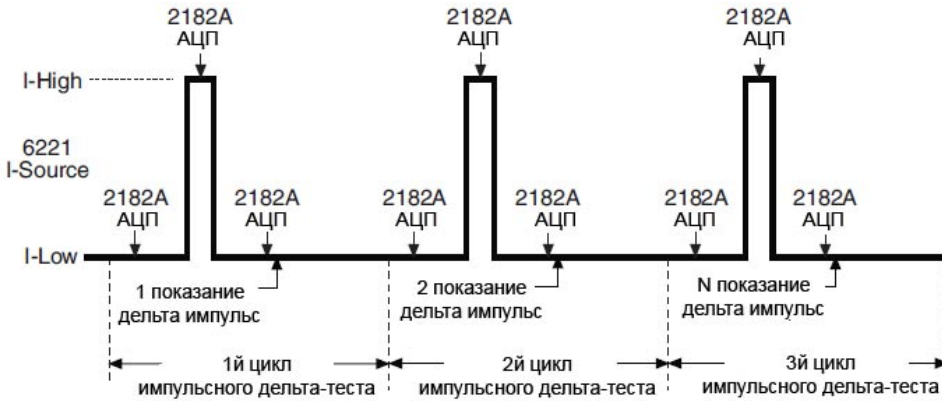 2182A
АЦП
2182A
АЦП
2182A
АЦП
I-High
6221
I-Source
2182A
АЦП
2182A
АЦП
2182A
АЦП
2182A
АЦП
2182A
АЦП
2182A
АЦП
I-Low
1 показание
дельта импульс
2 показание
дельта импульс
N показание
дельта импульс
1й цикл
импульсного дельта-теста
2й цикл
импульсного дельта-теста
3й цикл
импульсного дельта-теста